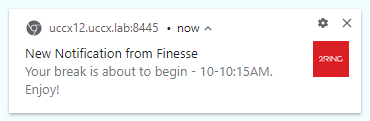 uccx12.uccx.lab:8445 • now
New Notification from Finesse
Your break is about to begin - 10-10:15AM.
Enjoy!
2RING